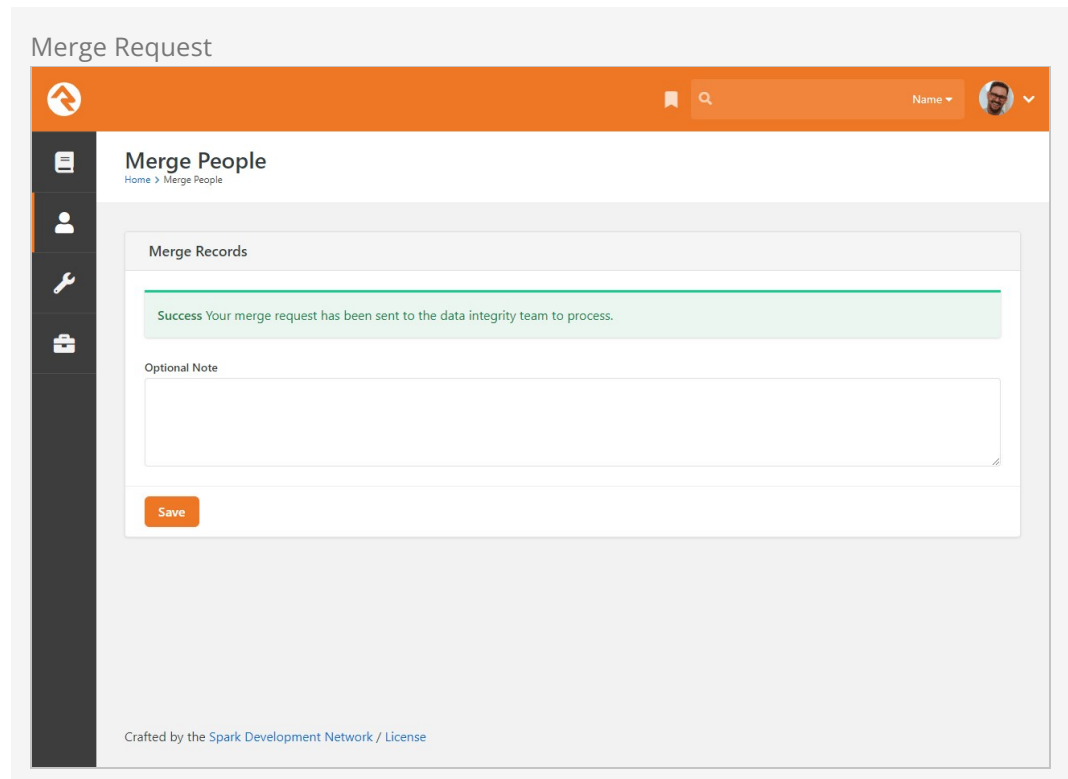 Merge Request
Name
Merge People
Home > Merge People
Merge Records
Success Your merge request has been sent to the data integrity team to process.
Optional Note
Save
Crafted by the Spark Development Network / License